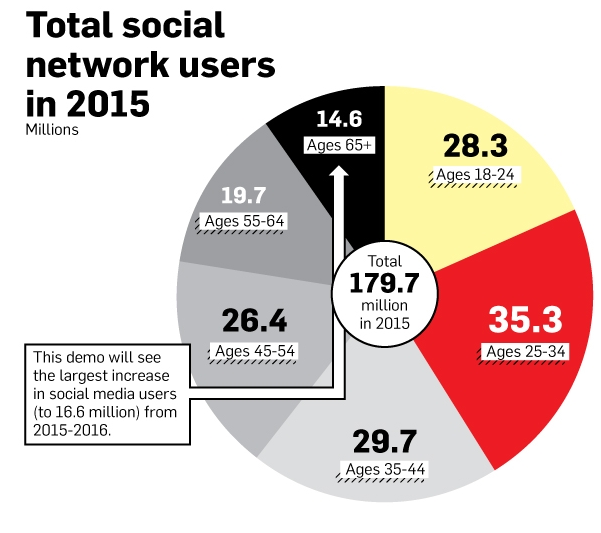 Total social
network users
in 2015
Millions
14.6
Ages 65+
28.3
Ages 18-24
19.7
Ages 55-64
Total
179.7
million
in 2015
26.4
Ages 45-54
35.3
Ages 25-34
This demo will see
the largest increase
in social media users
(to 16.6 million) from
2015-2016.
29.7
Ages 35-44